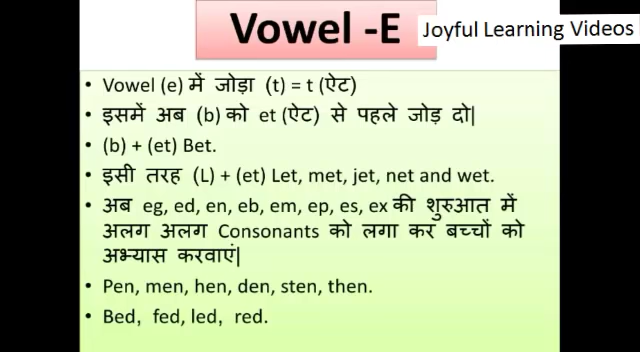 Vowel -E
Joyful Learning Videos
• Vowel (e) में जोड़ा (t) = t (ऐट)
• इसमें अब (b) को et (ऐट) से पहले जोड़ दो|
• (b) + (et) Bet.
• इसी तरह (L) + (et) Let, met, jet, net and wet.
• अब eg, ed, en, eb, em, ep, es, ex की शुरुआत में
अलग अलग Consonants को लगा कर बच्चों को
अभ्यास करवाएं|
• Pen, men, hen, den, sten, then.
• Bed, fed, led, red.